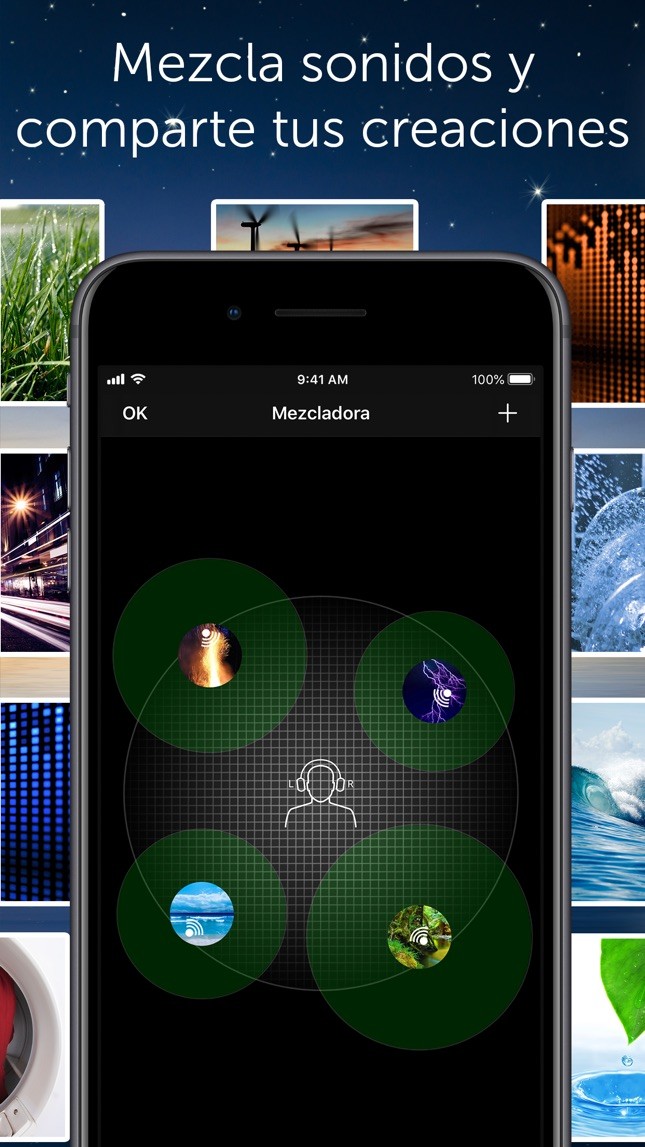 Mezcla sonidos y
comparte tus creaciones
9:41 AM
100%
OK
Mezcladora
+
L
R